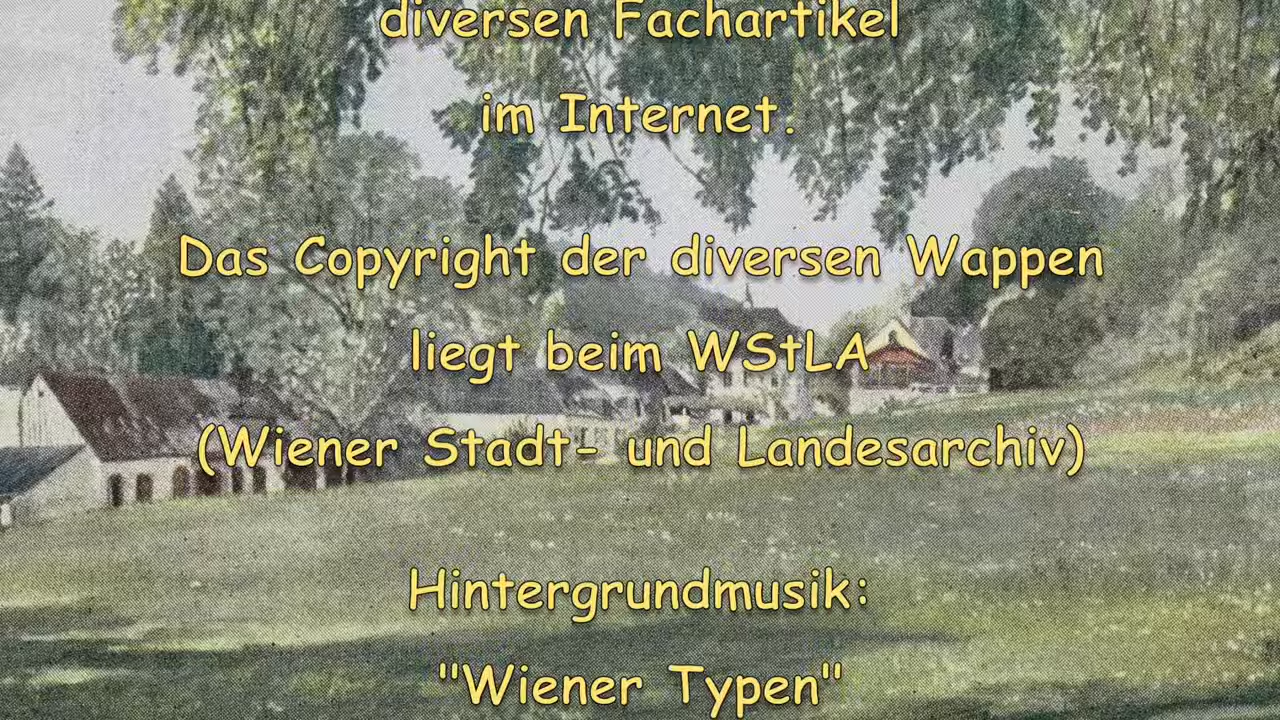 diversen Fachartikel
im Internet.
Das Copyright der diversen Wappen
liegt beim WStLA
(Wiener Stadt- und Landesarchiv)
Hintergrundmusik:
"Wiener Typen"